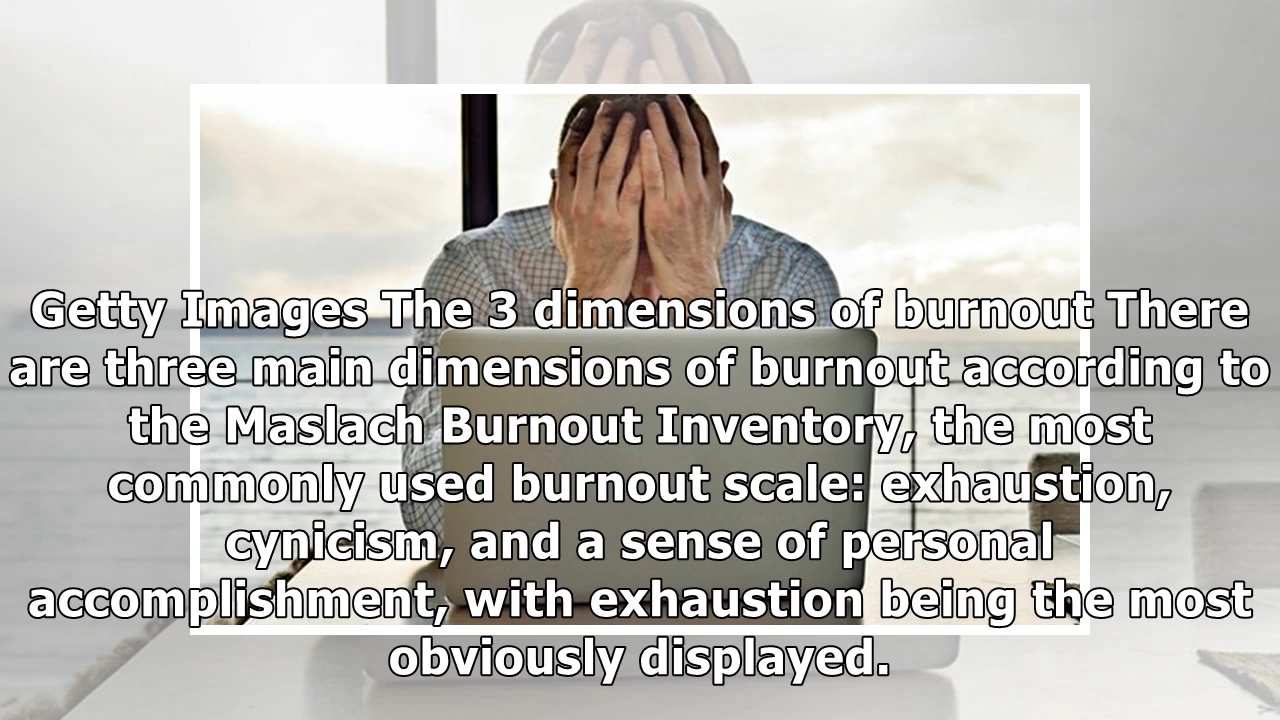 Getty Images The 3 dimensions of burnout There
are three main dimensions of burnout according to
the Maslach Burnout Inventory, the most
commonly used burnout scale: exhaustion,
cynicism, and a sense of personal
accomplishment, with exhaustion being the most
obviously displayed.